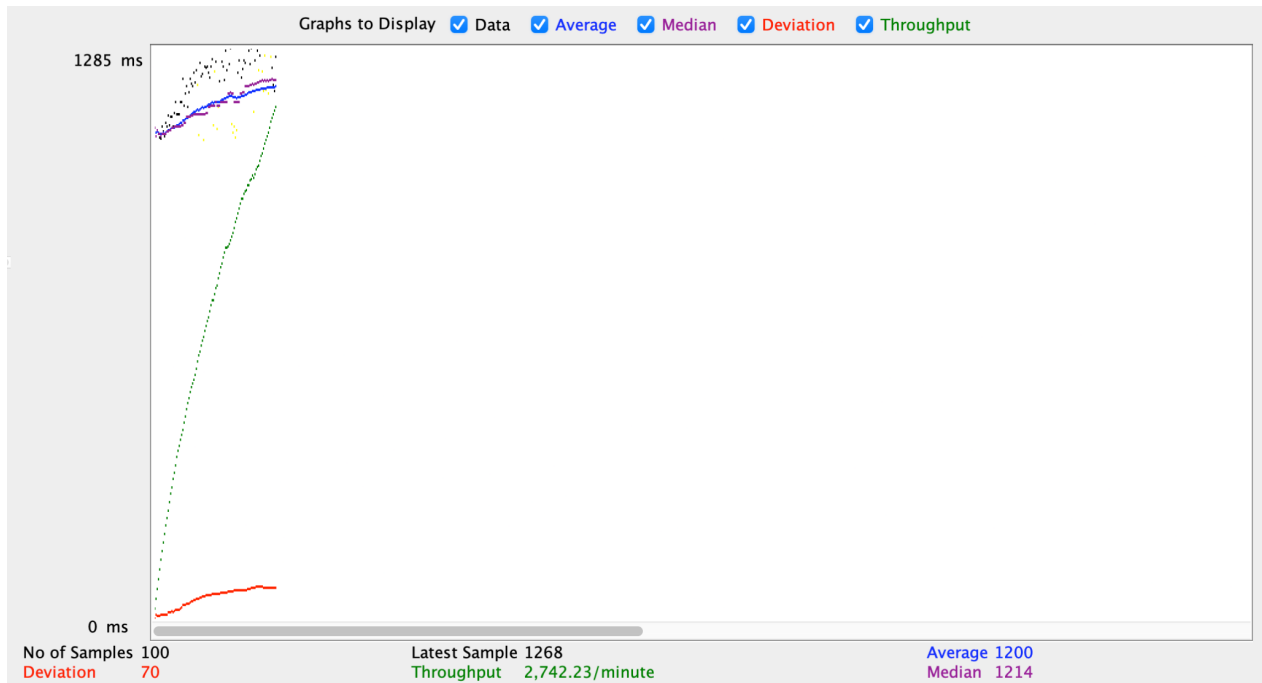 Graphs to Display Data Average Median Deviation Throughput
1285 ms
0 ms
No of Samples 100 Latest Sample 1268 Average 1200
Deviation 70 Throughput 2,742.23/minute Median 1214